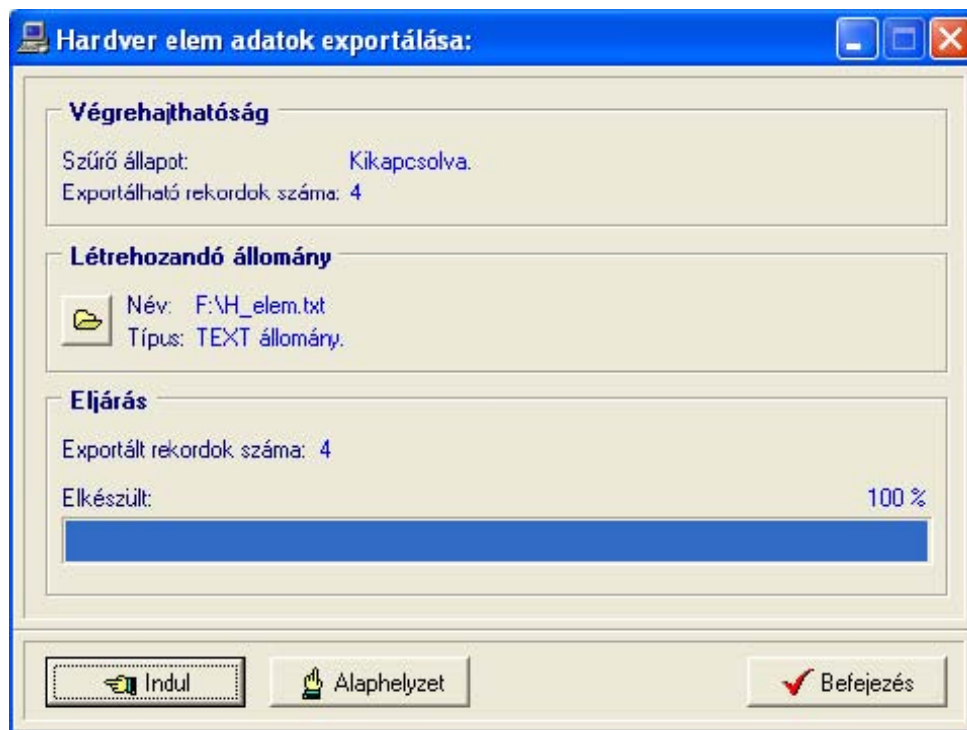 Hardver elem adatok exportálása:
Végrehajthatóság
Szűrő állapot: Kikapcsolva.
Exportálható rekordok száma: 4
Létrehozandó állomány
Név: F:\H_elem.txt
Típus: TEXT állomány.
Eljárás
Exportált rekordok száma: 4
Elkészült: 100 %
Indul Alaphelyzet Befejezés